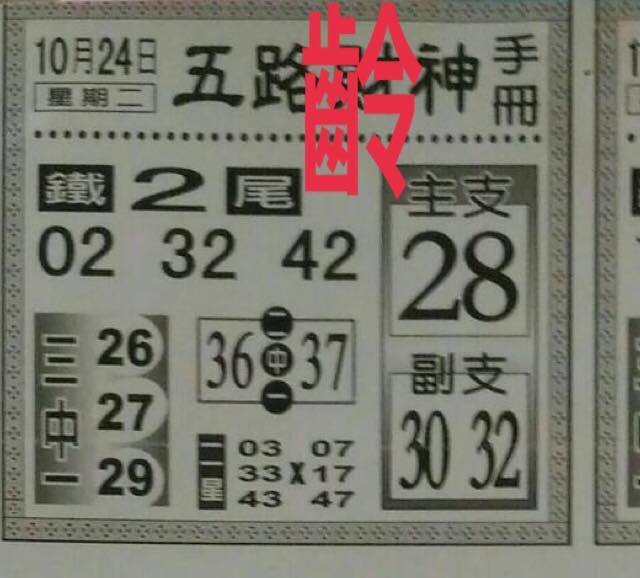 10月24日
星期二
五路財神
手冊
齡
鐵2尾
02 32 42
主支
28
三中一
26
27
29
36 二中一 37
副支
30 32
二星
03 07
33 X 17
43 47